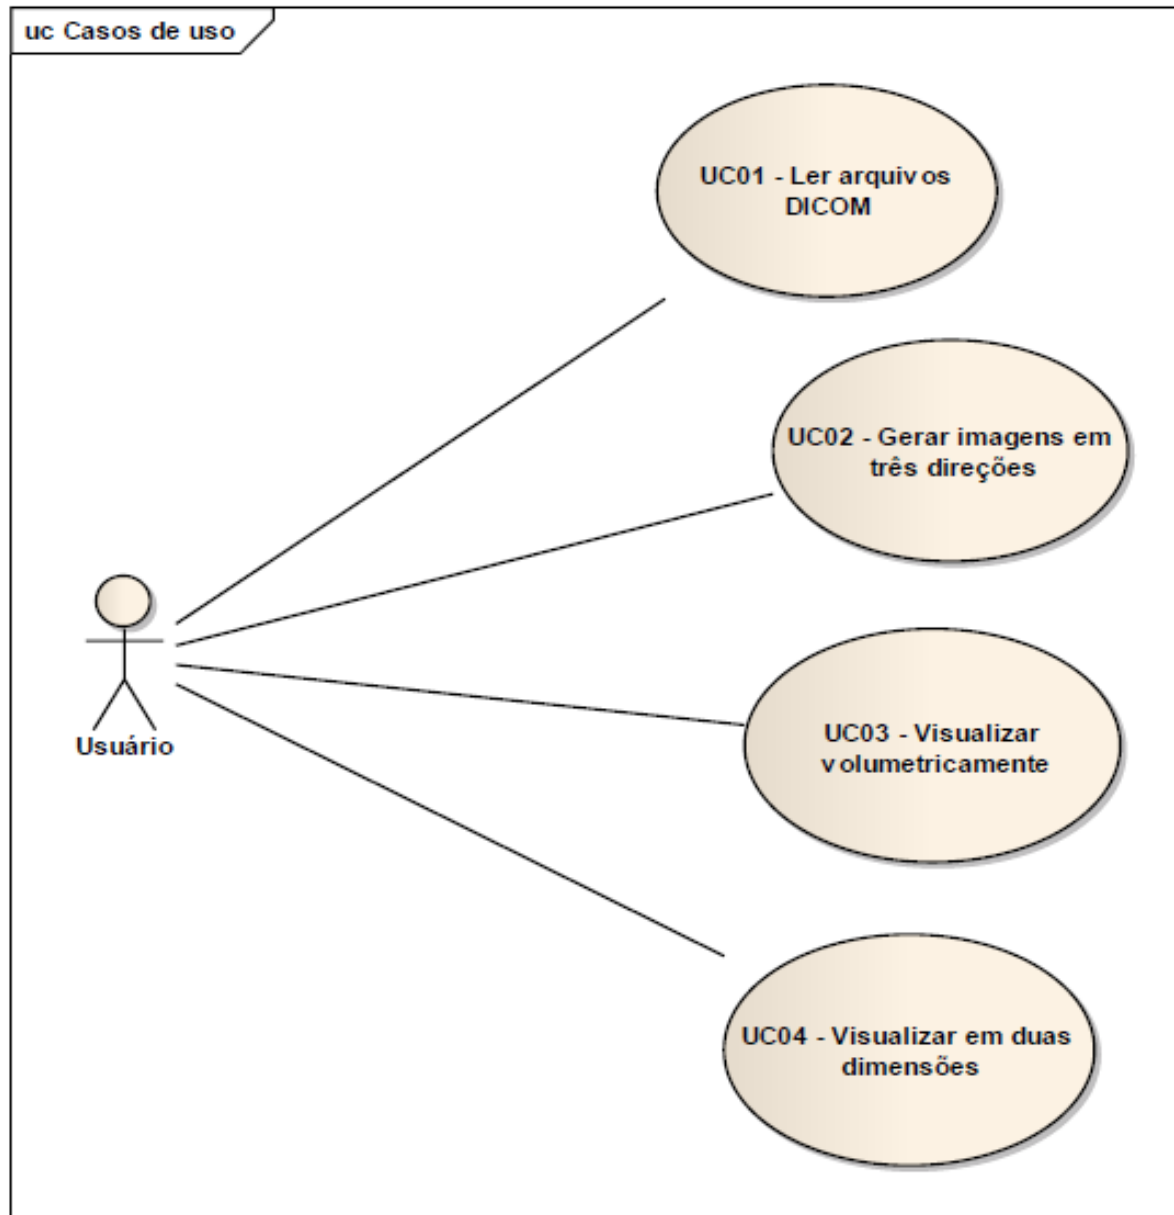 uc Casos de uso
UC01 - Ler arquivos
DICOM
UC02 - Gerar imagens em
três direções
Usuário
UC03 - Visualizar
volumetricamente
UC04 - Visualizar em duas
dimensões